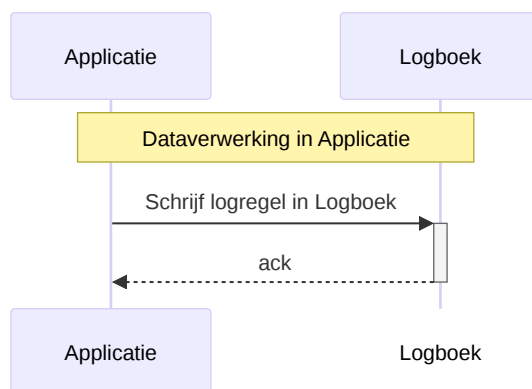 Applicatie
Logboek
Dataverwerking in Applicatie
Schrijf logregel in Logboek
ack
Applicatie
Logboek